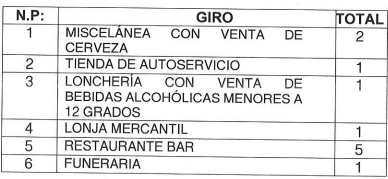 N.P: GIRO TOTAL
1 MISCELÁNEA CON VENTA DE 2
CERVEZA
2 TIENDA DE AUTOSERVICIO 1
3 LONCHERÍA CON VENTA DE 1
BEBIDAS ALCOHÓLICAS MENORES A
12 GRADOS
4 LONJA MERCANTIL 1
5 RESTAURANTE BAR 5
6 FUNERARIA 1